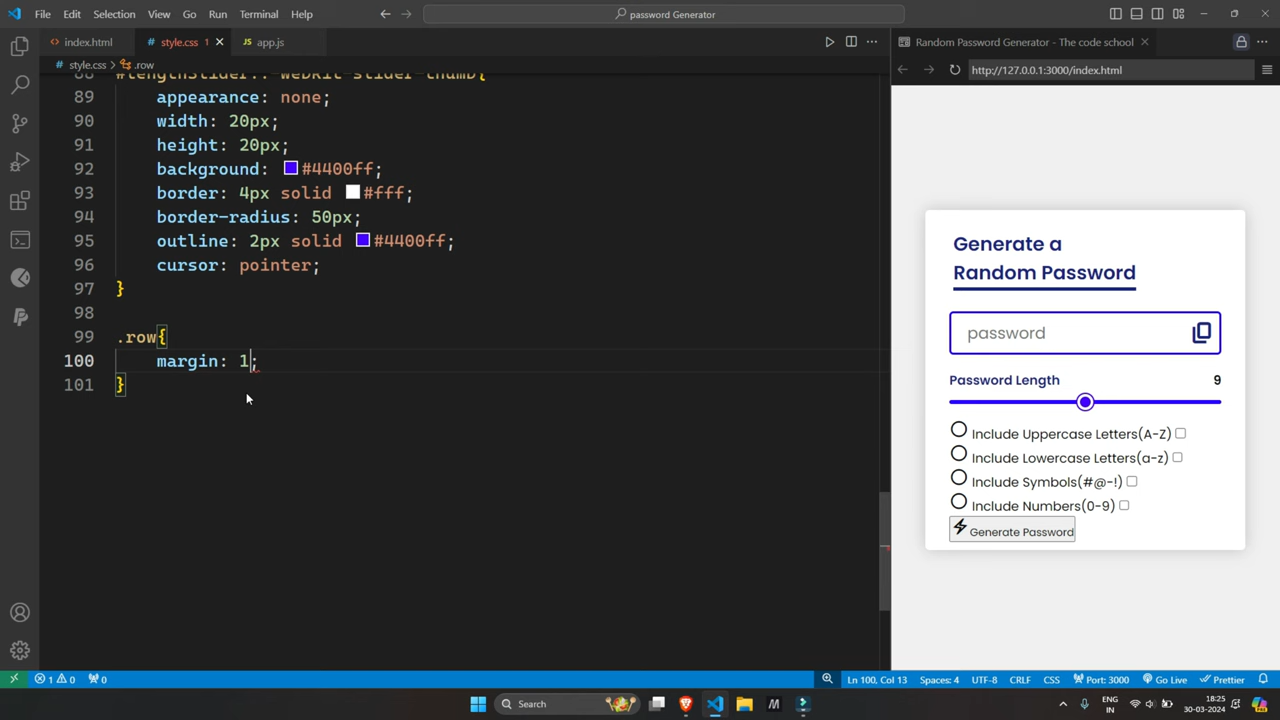 File Edit Selection View Go Run Terminal Help
password Generator
index.html
style.css 1
app.js
style.css > .row
Random Password Generator - The code school
http://127.0.0.1:3000/index.html
88 #lengthSlider::-webkit-slider-thumb{
89 appearance: none;
90 width: 20px;
91 height: 20px;
92 background: #4400ff;
93 border: 4px solid #fff;
94 border-radius: 50px;
95 outline: 2px solid #4400ff;
96 cursor: pointer;
97 }
98
99 .row{
100 margin: 1;
101 }
Generate a
Random Password
password
Password Length 9
Include Uppercase Letters(A-Z)
Include Lowercase Letters(a-z)
Include Symbols(#@-!)
Include Numbers(0-9)
Generate Password
1 0 0
Ln 100, Col 13 Spaces: 4 UTF-8 CRLF CSS Port: 3000 Go Live Prettier
Search
M
ENG
IN
18:25
30-03-2024